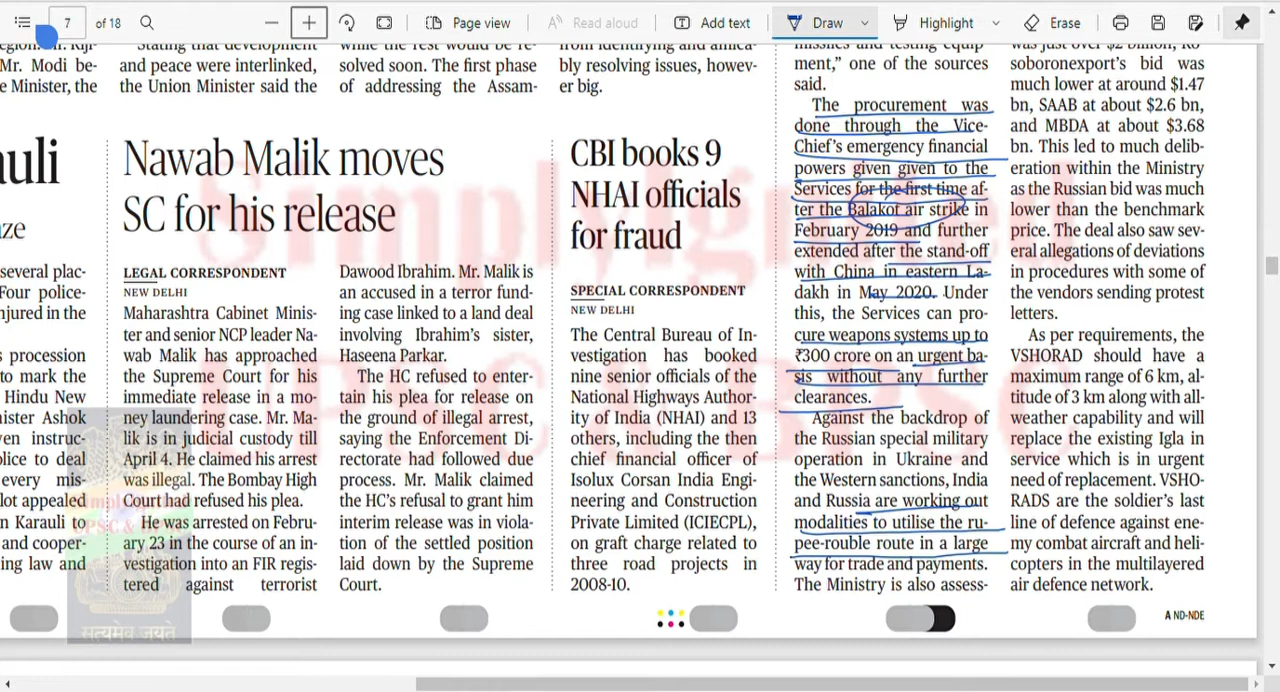 7 of 18
Page view
Read aloud
Add text
Draw
Highlight
Erase
Mr. Modi be-
e Minister, the
auli
aze
several plac-
Four police-
njured in the
s procession
to mark the
Hindu New
nister Ashok
ven instruc-
olice to deal
every mis-
lot appealed
n Karauli to
and cooper-
ing law and
Stating that development
and peace were interlinked,
the Union Minister said the
while the rest would be re-
solved soon. The first phase
of addressing the Assam-
from identifying and amica-
bly resolving issues, howev-
er big.
Nawab Malik moves
SC for his release
LEGAL CORRESPONDENT
NEW DELHI
Maharashtra Cabinet Minis-
ter and senior NCP leader Na-
wab Malik has approached
the Supreme Court for his
immediate release in a mo-
ney laundering case. Mr. Ma-
lik is in judicial custody till
April 4. He claimed his arrest
was illegal. The Bombay High
Court had refused his plea.
He was arrested on Febru-
ary 23 in the course of an in-
vestigation into an FIR regis-
tered against terrorist
Dawood Ibrahim. Mr. Malik is
an accused in a terror fund-
ing case linked to a land deal
involving Ibrahim's sister,
Haseena Parkar.
The HC refused to enter-
tain his plea for release on
the ground of illegal arrest,
saying the Enforcement Di-
rectorate had followed due
process. Mr. Malik claimed
the HC's refusal to grant him
interim release was in viola-
tion of the settled position
laid down by the Supreme
Court.
CBI books 9
NHAI officials
for fraud
SPECIAL CORRESPONDENT
NEW DELHI
The Central Bureau of In-
vestigation has booked
nine senior officials of the
National Highways Author-
ity of India (NHAI) and 13
others, including the then
chief financial officer of
Isolux Corsan India Engi-
neering and Construction
Private Limited (ICIECPL),
on graft charge related to
three road projects in
2008-10.
missiles and testing equip-
ment,” one of the sources
said.
The procurement was
done through the Vice-
Chief's emergency financial
powers given given to the
Services for the first time af-
ter the Balakot air strike in
February 2019 and further
extended after the stand-off
with China in eastern La-
dakh in May 2020. Under
this, the Services can pro-
cure weapons systems up to
₹300 crore on an urgent ba-
sis without any further
clearances.
Against the backdrop of
the Russian special military
operation in Ukraine and
the Western sanctions, India
and Russia are working out
modalities to utilise the ru-
pee-rouble route in a large
way for trade and payments.
The Ministry is also assess-
was just over $2 billion, Ro-
soboronexport's bid was
much lower at around $1.47
bn, SAAB at about $2.6 bn,
and MBDA at about $3.68
bn. This led to much delib-
eration within the Ministry
as the Russian bid was much
lower than the benchmark
price. The deal also saw sev-
eral allegations of deviations
in procedures with some of
the vendors sending protest
letters.
As per requirements, the
VSHORAD should have a
maximum range of 6 km, al-
titude of 3 km along with all-
weather capability and will
replace the existing Igla in
service which is in urgent
need of replacement. VSHO-
RADS are the soldier's last
line of defence against ene-
my combat aircraft and heli-
copters in the multilayered
air defence network.
A ND-NDE
UPSC & BPSC
सत्यमेव जयते